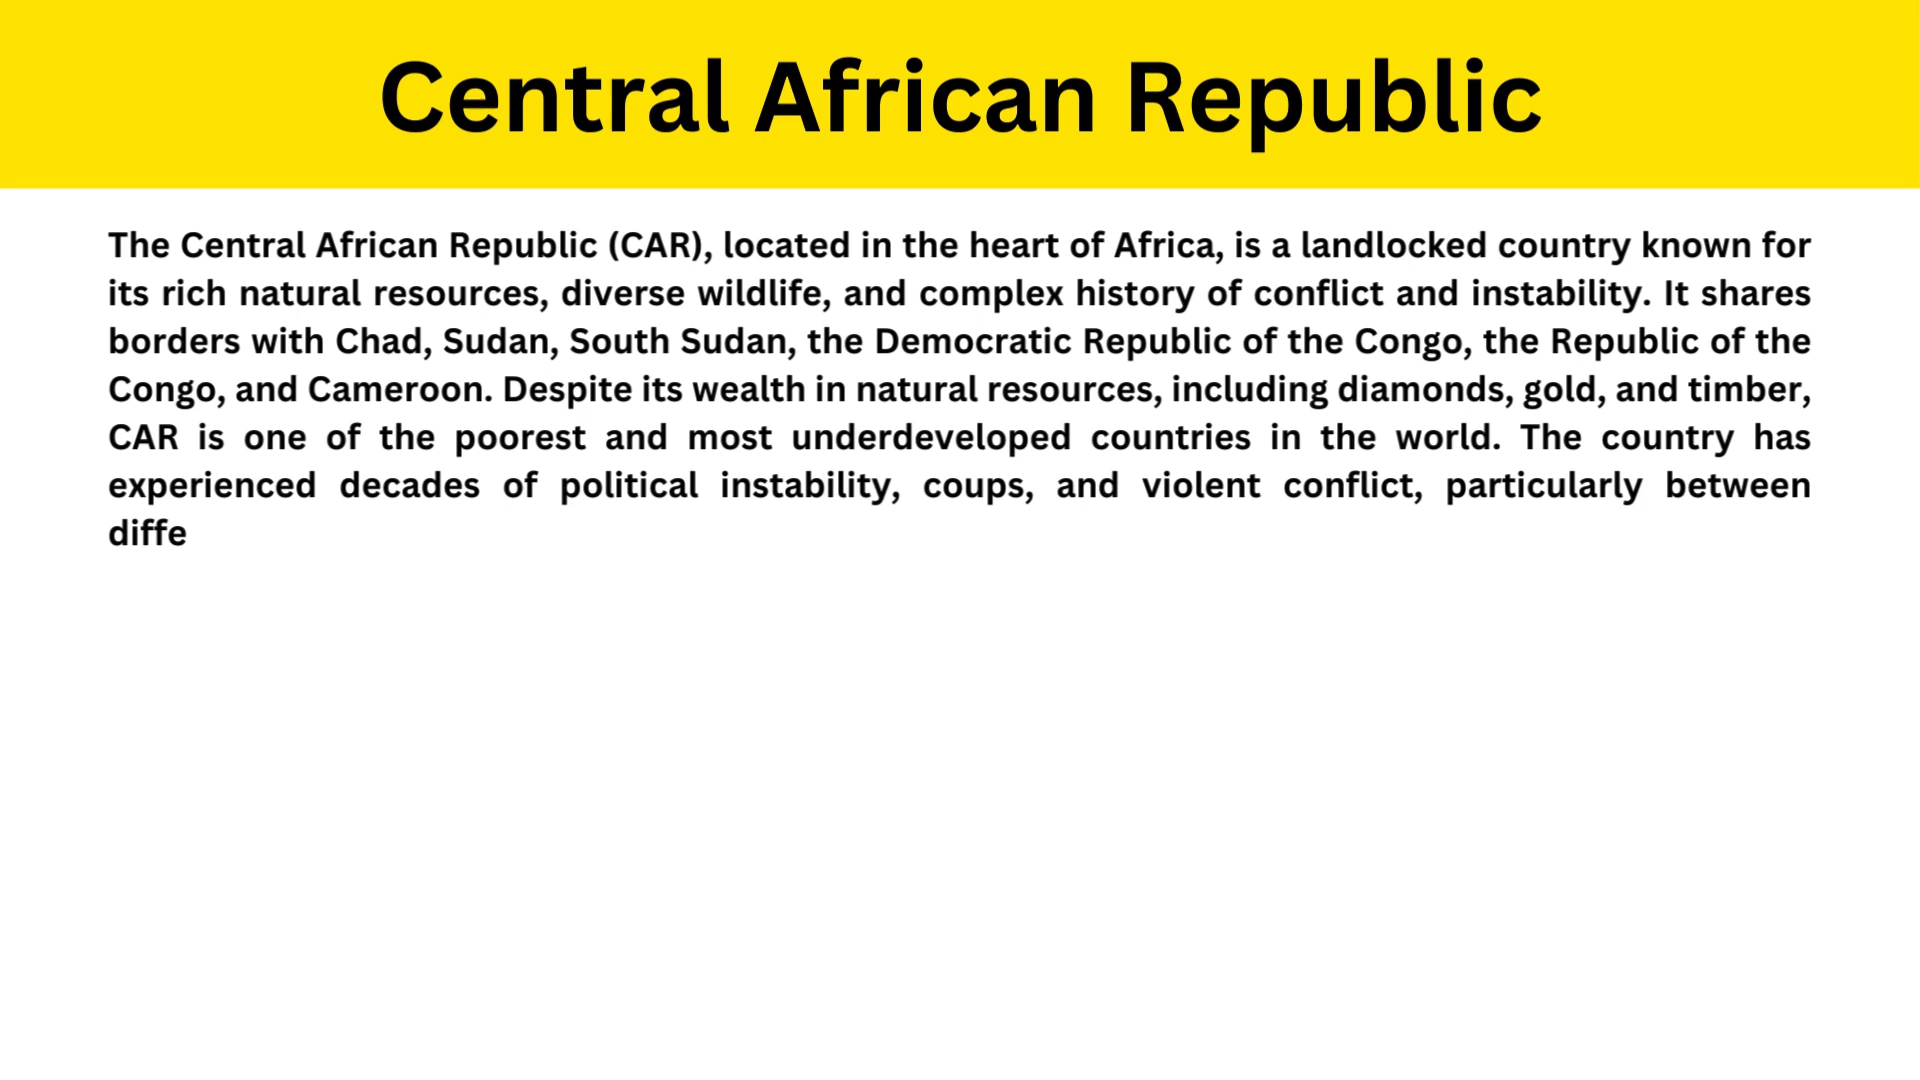 Central African Republic
The Central African Republic (CAR), located in the heart of Africa, is a landlocked country known for
its rich natural resources, diverse wildlife, and complex history of conflict and instability. It shares
borders with Chad, Sudan, South Sudan, the Democratic Republic of the Congo, the Republic of the
Congo, and Cameroon. Despite its wealth in natural resources, including diamonds, gold, and timber,
CAR is one of the poorest and most underdeveloped countries in the world. The country has
experienced decades of political instability, coups, and violent conflict, particularly between
diffe